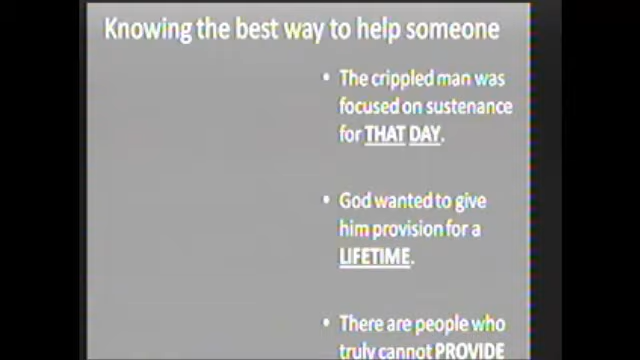 Knowing the best way to help someone
• The crippled man was
focused on sustenance
for THAT DAY.
• God wanted to give
him provision for a
LIFETIME.
• There are people who
truly cannot PROVIDE